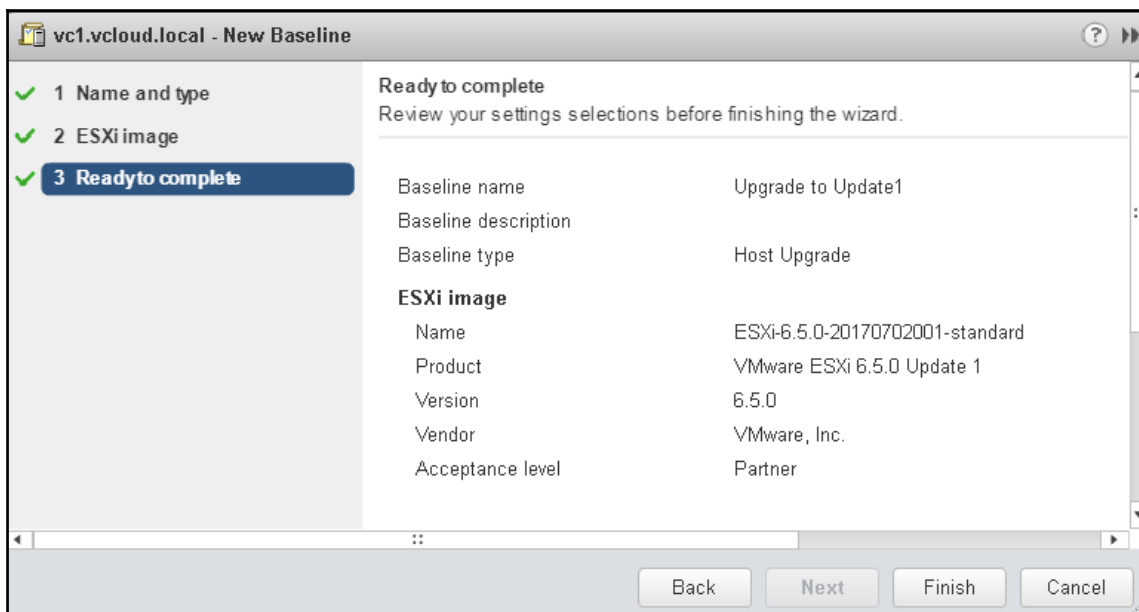 vc1.vcloud.local - New Baseline ?
1 Name and type
2 ESXi image
3 Ready to complete
Ready to complete
Review your settings selections before finishing the wizard.
Baseline name Upgrade to Update1
Baseline description
Baseline type Host Upgrade
ESXi image
Name ESXi-6.5.0-20170702001-standard
Product VMware ESXi 6.5.0 Update 1
Version 6.5.0
Vendor VMware, Inc.
Acceptance level Partner
Back Next Finish Cancel